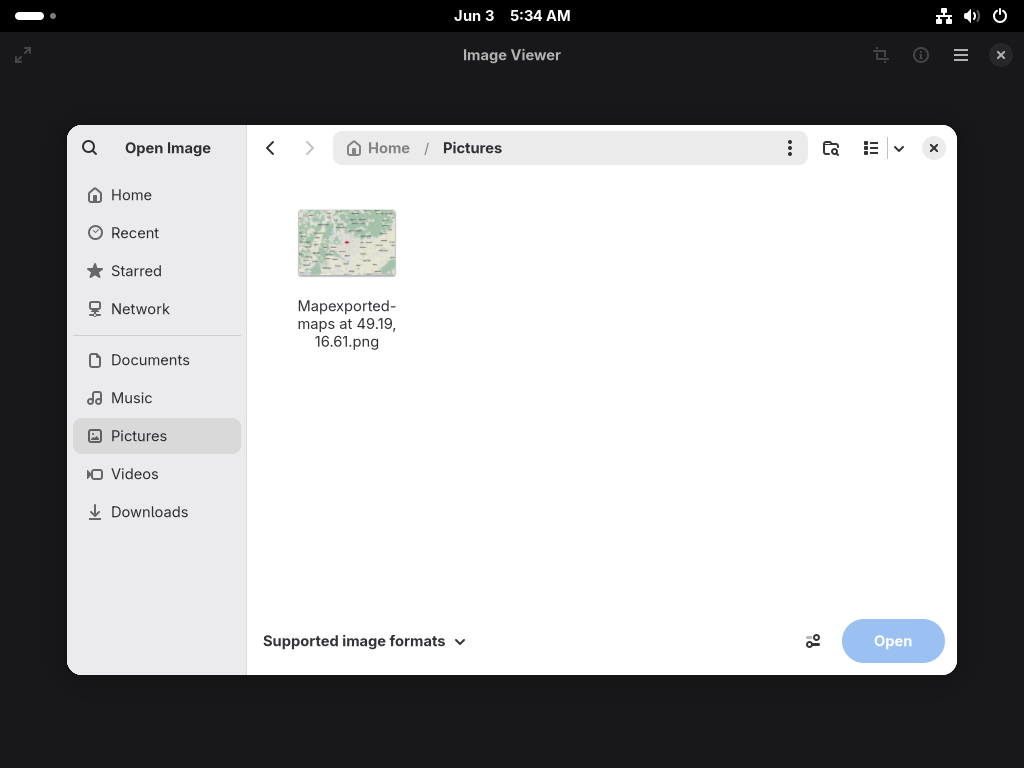 Jun 3 5:34 AM
Image Viewer
Open Image
Home / Pictures
Home
Recent
Starred
Network
Documents
Music
Pictures
Videos
Downloads
Mapexported-
maps at 49.19,
16.61.png
Supported image formats
Open